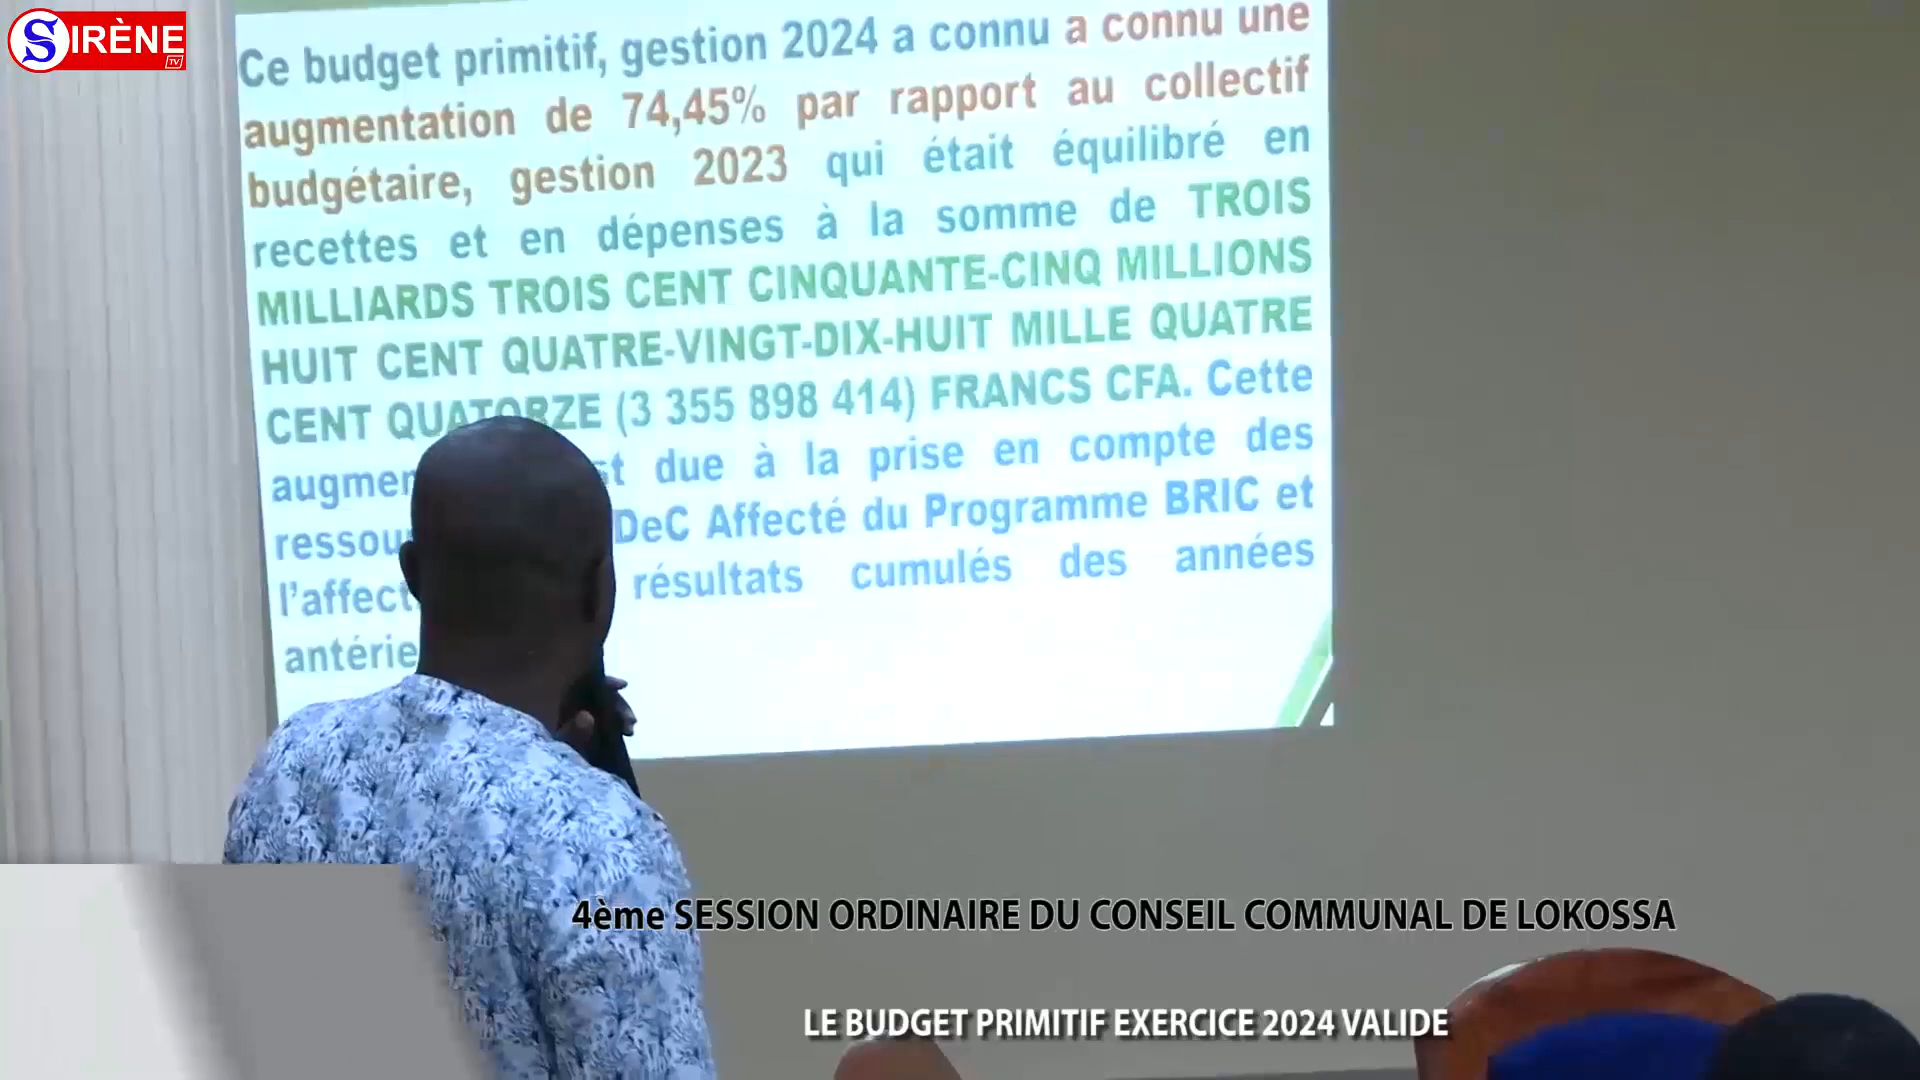 SIRÈNE
TV
Ce budget primitif, gestion 2024 a connu a connu une
augmentation de 74,45% par rapport au collectif
budgétaire, gestion 2023 qui était équilibré en
recettes et en dépenses à la somme de TROIS
MILLIARDS TROIS CENT CINQUANTE-CINQ MILLIONS
HUIT CENT QUATRE-VINGT-DIX-HUIT MILLE QUATRE
CENT QUATORZE (3 355 898 414) FRANCS CFA. Cette
due à la prise en compte des
DeC Affecté du Programme BRIC et
résultats cumulés des années
4ème SESSION ORDINAIRE DU CONSEIL COMMUNAL DE LOKOSSA
LE BUDGET PRIMITIF EXERCICE 2024 VALIDE